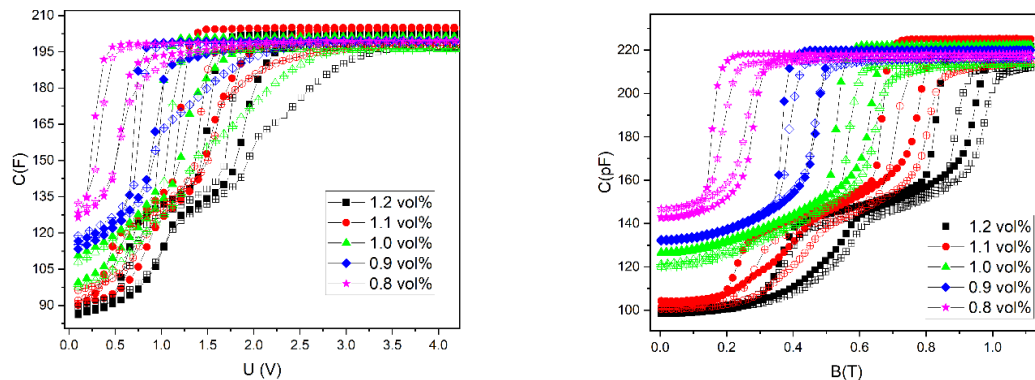 210
195
180
165
150
135
120
105
90
C(F)
0.0 0.5 1.0 1.5 2.0 2.5 3.0 3.5 4.0
U (V)
1.2 vol%
1.1 vol%
1.0 vol%
0.9 vol%
0.8 vol%
220
200
180
160
140
120
100
C(pF)
0.0 0.2 0.4 0.6 0.8 1.0
B(T)
1.2 vol%
1.1 vol%
1.0 vol%
0.9 vol%
0.8 vol%